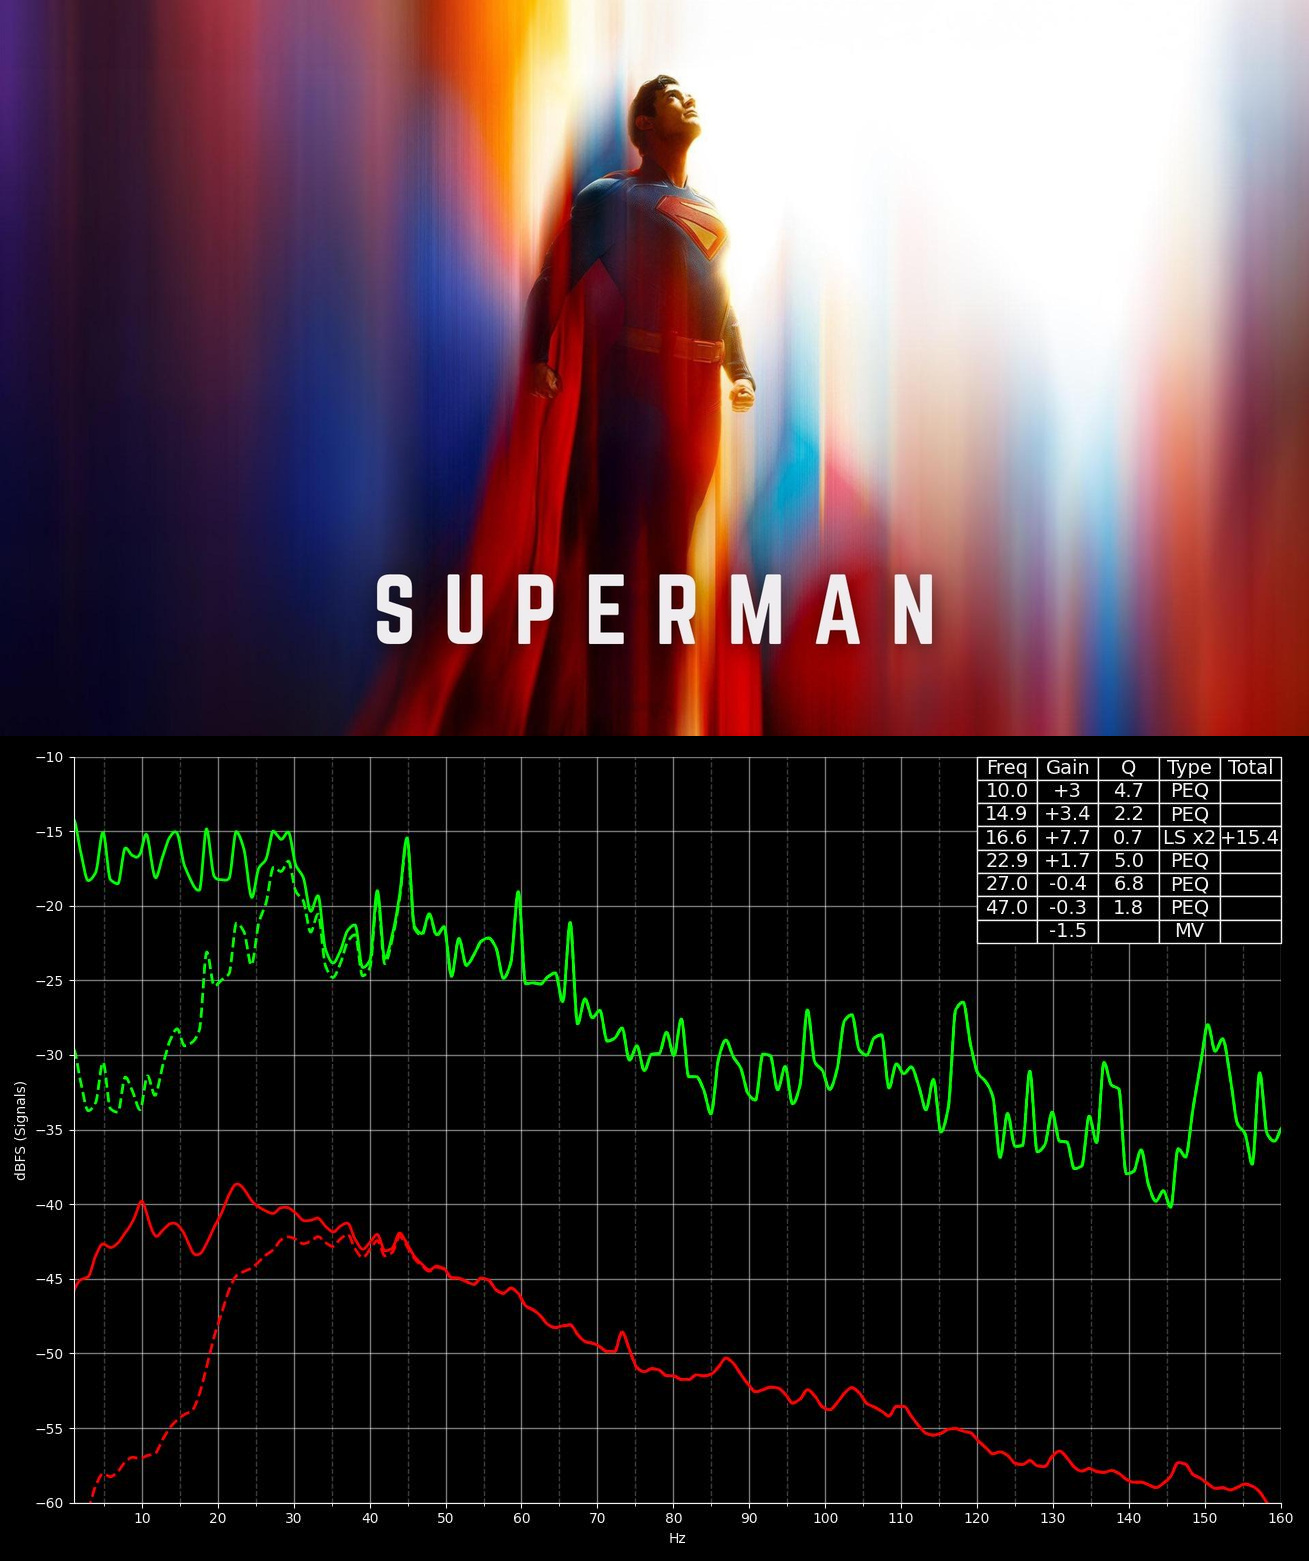 SUPERMAN
Freq Gain Q Type Total
10.0 +3 4.7 PEQ
14.9 +3.4 2.2 PEQ
16.6 +7.7 0.7 LS x2 +15.4
22.9 +1.7 5.0 PEQ
27.0 -0.4 6.8 PEQ
47.0 -0.3 1.8 PEQ
-1.5 MV
−10
−15
−20
−25
−30
−35
−40
−45
−50
−55
−60
dBFS (Signals)
10 20 30 40 50 60 70 80 90 100 110 120 130 140 150 160
Hz